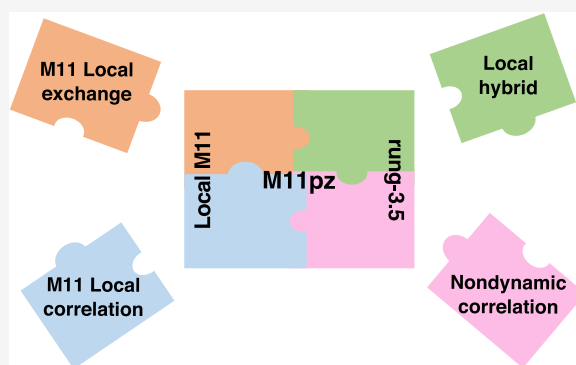 M11 Local
exchange
Local
hybrid
Local M11
M11pz
rung-3.5
M11 Local
correlation
Nondynamic
correlation